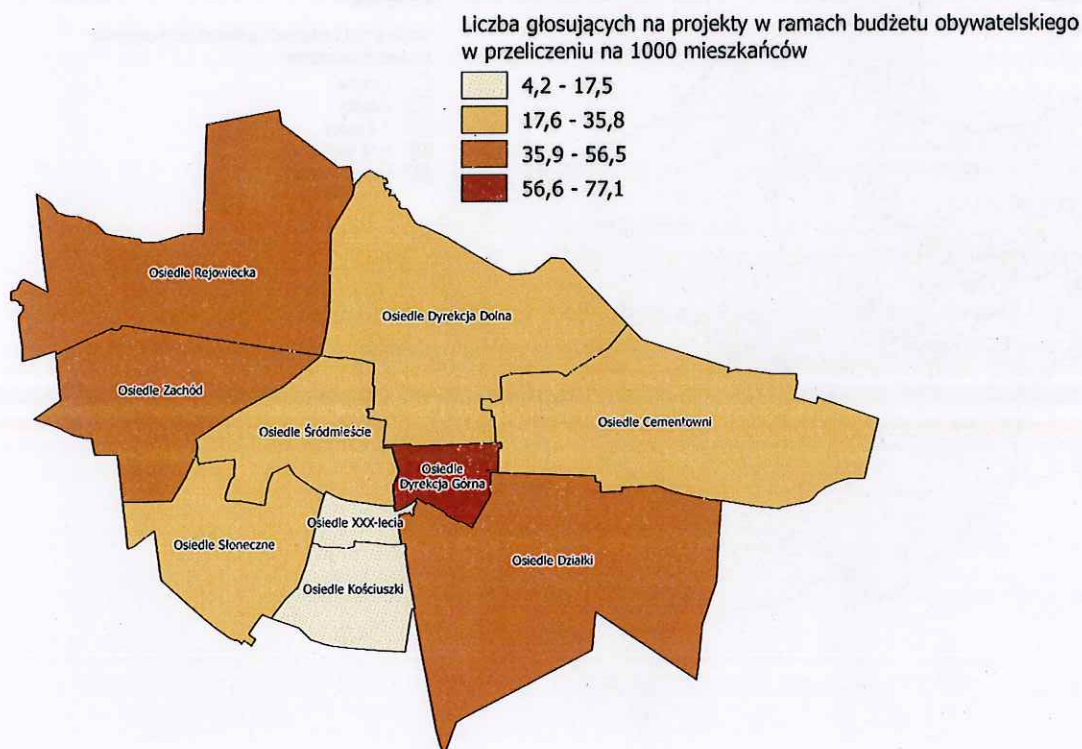 Liczba głosujących na projekty w ramach budżetu obywatelskiego
w przeliczeniu na 1000 mieszkańców
4,2 - 17,5
17,6 - 35,8
35,9 - 56,5
56,6 - 77,1
Osiedle Rejowiecka
Osiedle Dyrekcja Dolna
Osiedle Zachód
Osiedle Cementowni
Osiedle Śródmieście
Osiedle
Dyrekcja Górna
Osiedle XXX-lecia
Osiedle Słoneczne
Osiedle Działki
Osiedle Kościuszki